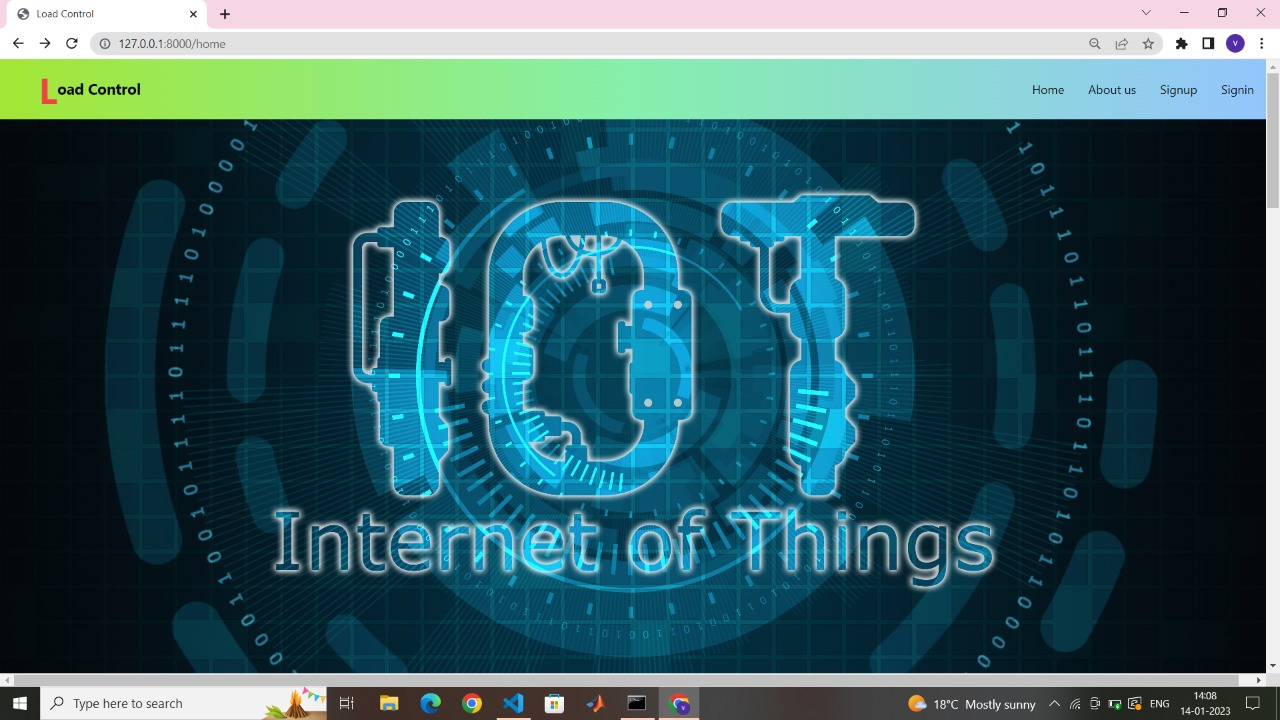 Load Control
127.0.0.1:8000/home
V
Load Control
Home About us Signup Signin
IOT
Internet of Things
Type here to search
18°C Mostly sunny
ENG
14:08
14-01-2023